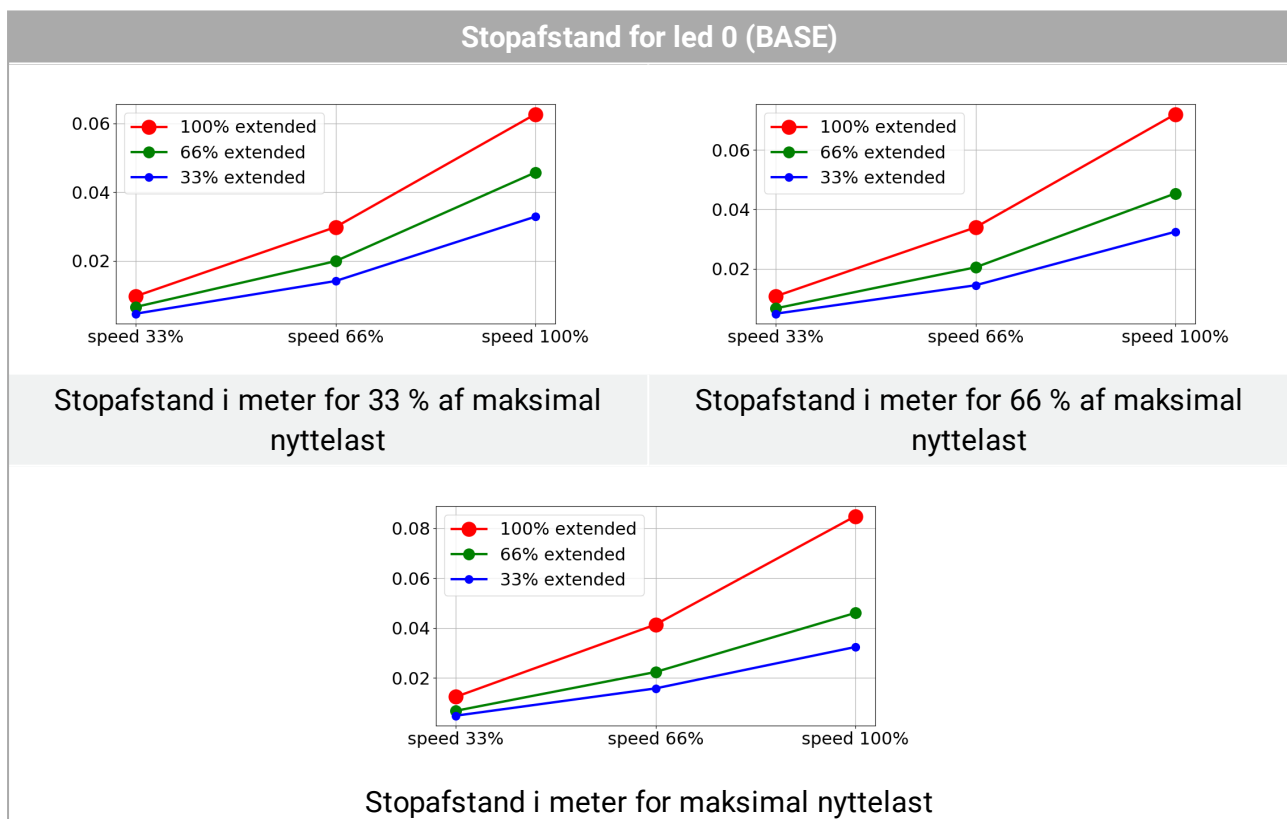 Stopafstand for led 0 (BASE)
100% extended
66% extended
33% extended
0.06
0.04
0.02
speed 33% speed 66% speed 100%
100% extended
66% extended
33% extended
0.06
0.04
0.02
speed 33% speed 66% speed 100%
Stopafstand i meter for 33 % af maksimal
nyttelast
Stopafstand i meter for 66 % af maksimal
nyttelast
100% extended
66% extended
33% extended
0.08
0.06
0.04
0.02
speed 33% speed 66% speed 100%
Stopafstand i meter for maksimal nyttelast